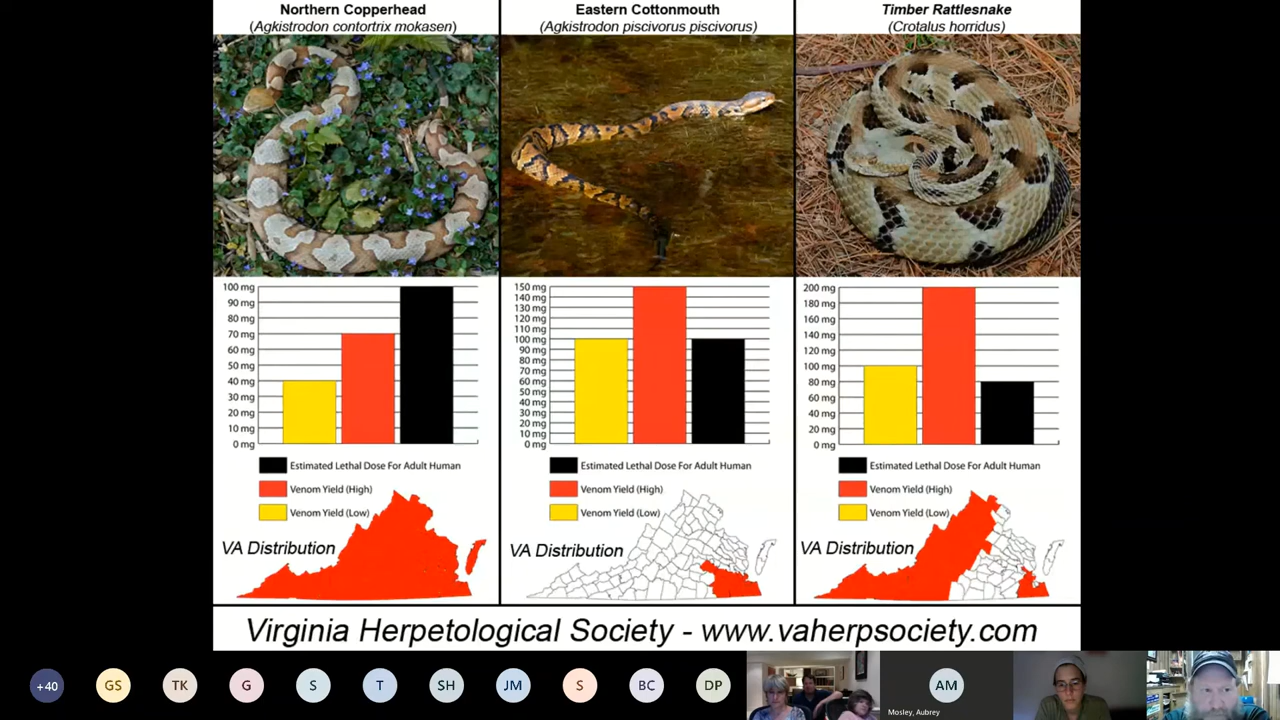 Northern Copperhead
(Agkistrodon contortrix mokasen)
Eastern Cottonmouth
(Agkistrodon piscivorus piscivorus)
Timber Rattlesnake
(Crotalus horridus)
100 mg
90 mg
80 mg
70 mg
60 mg
50 mg
40 mg
30 mg
20 mg
10 mg
0 mg
Estimated Lethal Dose For Adult Human
Venom Yield (High)
Venom Yield (Low)
VA Distribution
150 mg
140 mg
130 mg
120 mg
110 mg
100 mg
90 mg
80 mg
70 mg
60 mg
50 mg
40 mg
30 mg
20 mg
10 mg
0 mg
Estimated Lethal Dose For Adult Human
Venom Yield (High)
Venom Yield (Low)
VA Distribution
200 mg
180 mg
160 mg
140 mg
120 mg
100 mg
80 mg
60 mg
40 mg
20 mg
0 mg
Estimated Lethal Dose For Adult Human
Venom Yield (High)
Venom Yield (Low)
VA Distribution
Virginia Herpetological Society - www.vaherpsociety.com
+40
GS
TK
G
S
T
SH
JM
S
BC
DP
AM
Mosley, Aubrey